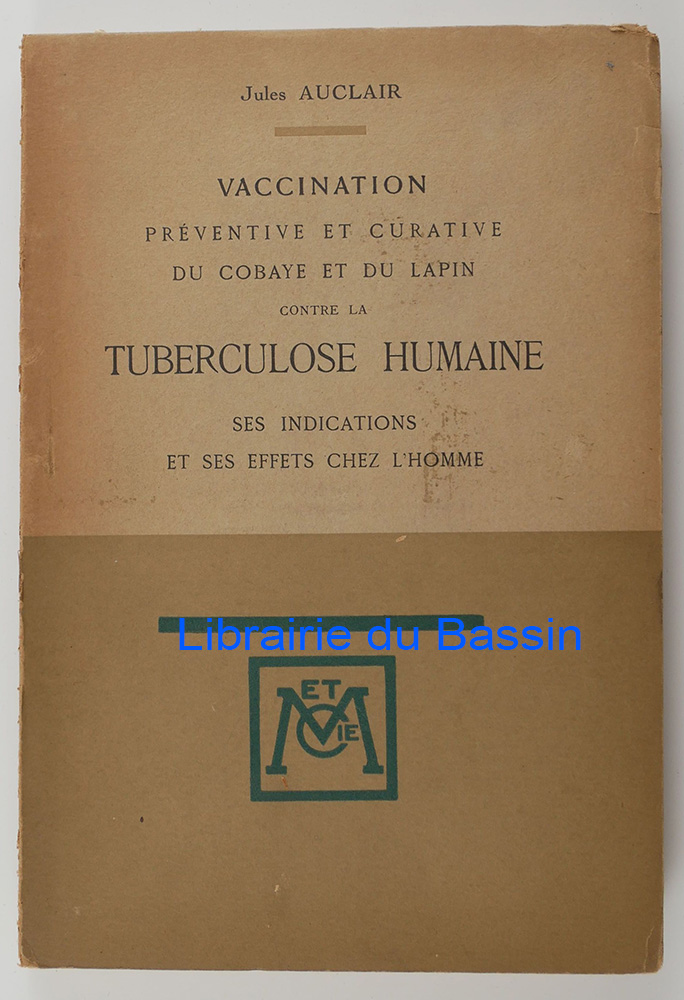 Jules AUCLAIR
VACCINATION
PRÉVENTIVE ET CURATIVE
DU COBAYE ET DU LAPIN
CONTRE LA
TUBERCULOSE HUMAINE
SES INDICATIONS
ET SES EFFETS CHEZ L'HOMME
Librairie du Bassin
M ET CIE